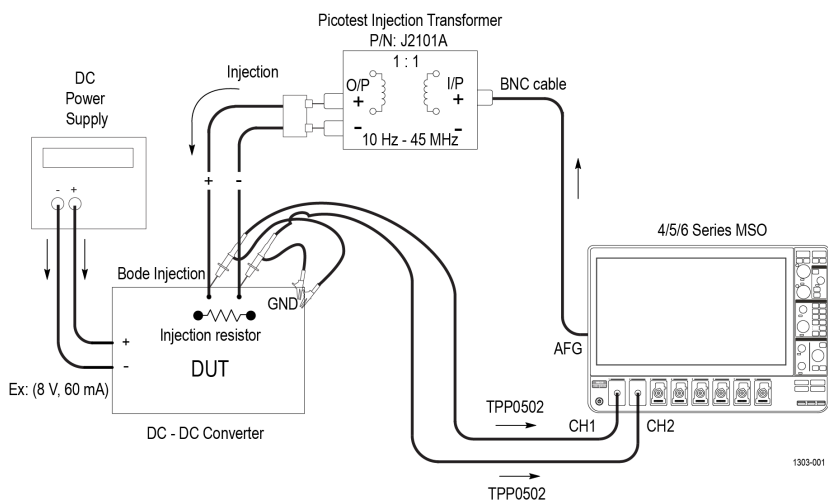 Picotest Injection Transformer
P/N: J2101A
1 : 1
O/P
+
-
I/P
+
-
10 Hz - 45 MHz
Injection
BNC cable
DC
Power
Supply
- +
+
-
4/5/6 Series MSO
Bode Injection
GND
Injection resistor
DUT
+
-
Ex: (8 V, 60 mA)
DC - DC Converter
AFG
TPP0502
CH1
CH2
TPP0502
1303-001